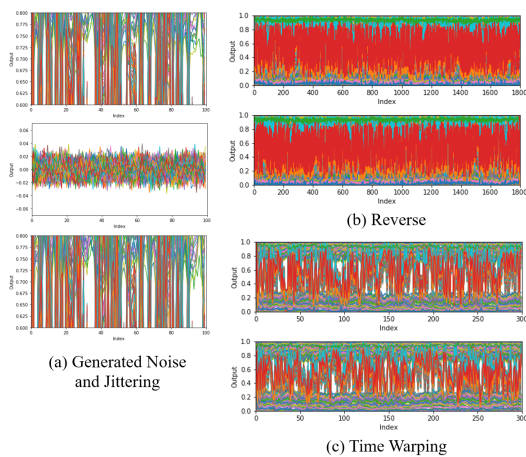 0.800
0.775
0.750
0.725
0.700
0.675
0.650
0.625
0.600
Output
0 20 40 60 80 100
Index
0.06
0.04
0.02
0.00
−0.02
−0.04
−0.06
Output
0 20 40 60 80 100
Index
0.800
0.775
0.750
0.725
0.700
0.675
0.650
0.625
0.600
Output
0 20 40 60 80 100
Index
(a) Generated Noise
and Jittering
1.0
0.8
0.6
0.4
0.2
0.0
Output
0 200 400 600 800 1000 1200 1400 1600 1800
Index
1.0
0.8
0.6
0.4
0.2
0.0
Output
0 200 400 600 800 1000 1200 1400 1600 1800
Index
(b) Reverse
1.0
0.8
0.6
0.4
0.2
0.0
Output
0 50 100 150 200 250 300
Index
1.0
0.8
0.6
0.4
0.2
0.0
Output
0 50 100 150 200 250 300
Index
(c) Time Warping